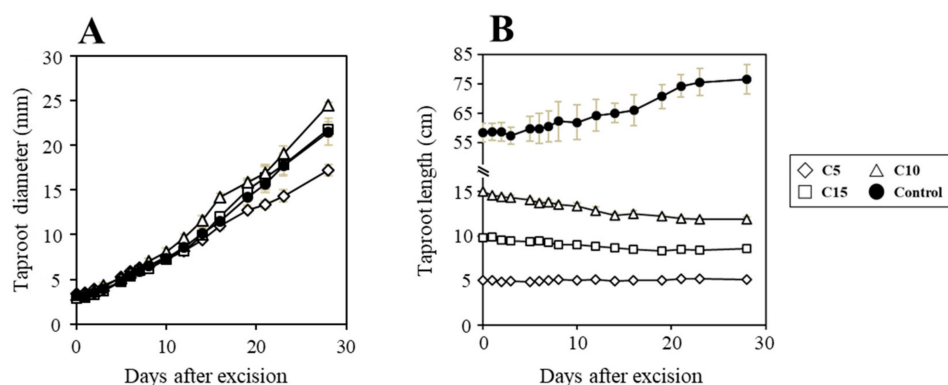 A
Taproot diameter (mm)
30
25
20
15
10
5
0
0 10 20 30
Days after excision
B
Taproot length (cm)
85
75
65
55
15
10
5
0
0 10 20 30
Days after excision
C5 C10
C15 Control